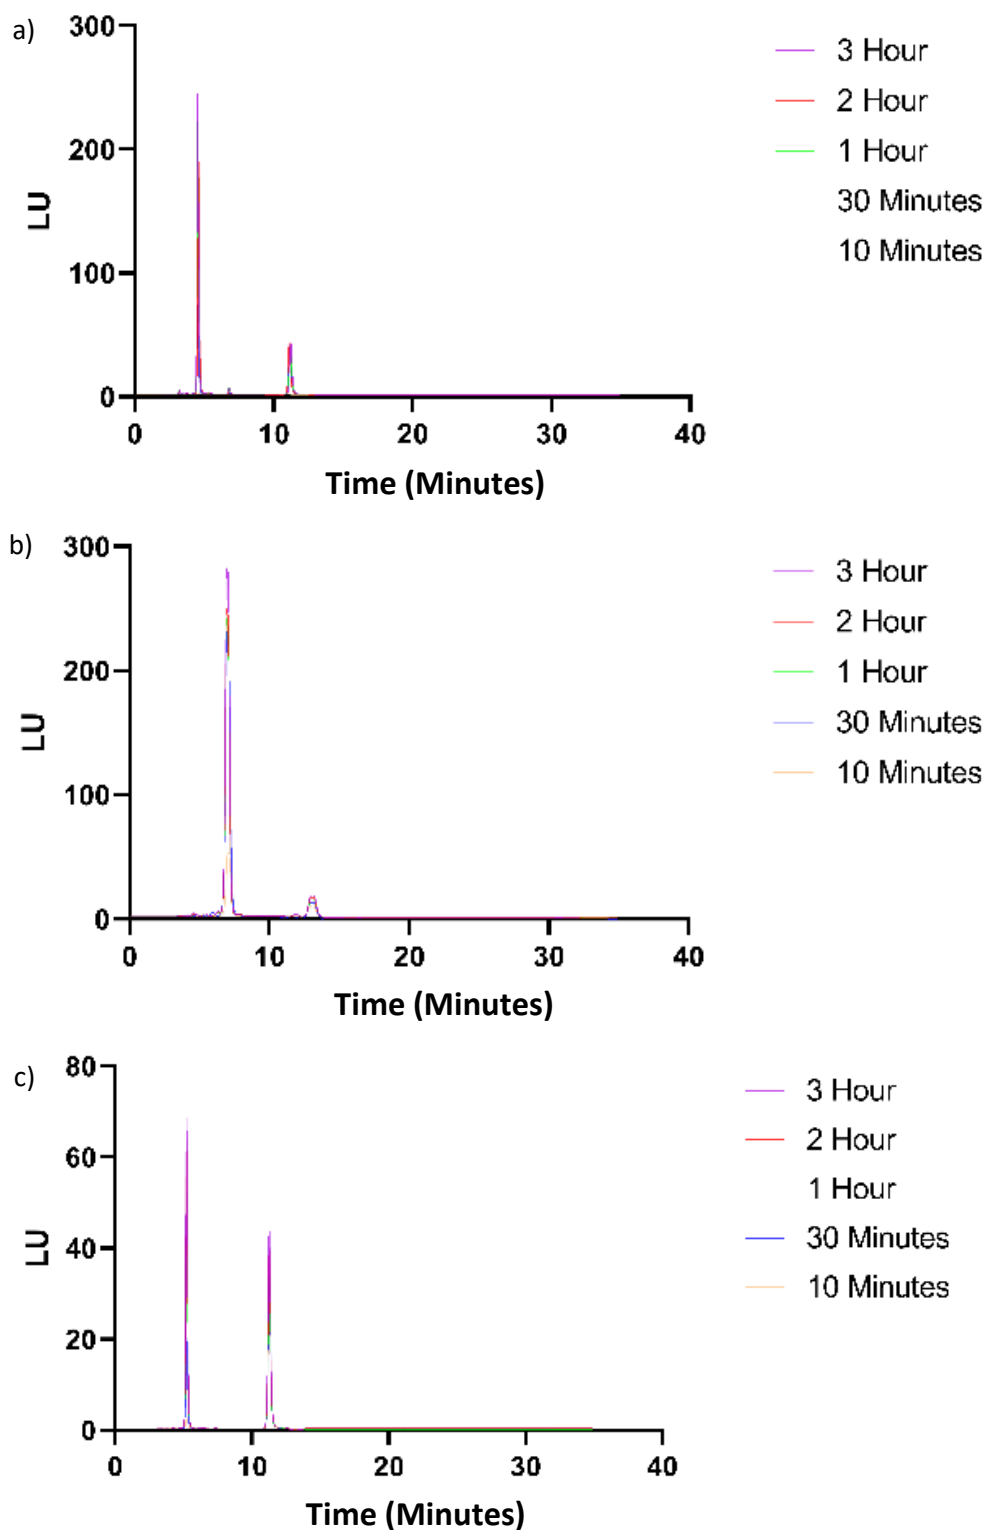 a)
300
200
100
0
LU
0 10 20 30 40
Time (Minutes)
3 Hour
2 Hour
1 Hour
30 Minutes
10 Minutes
b)
300
200
100
0
LU
0 10 20 30 40
Time (Minutes)
3 Hour
2 Hour
1 Hour
30 Minutes
10 Minutes
c)
80
60
40
20
0
LU
0 10 20 30 40
Time (Minutes)
3 Hour
2 Hour
1 Hour
30 Minutes
10 Minutes